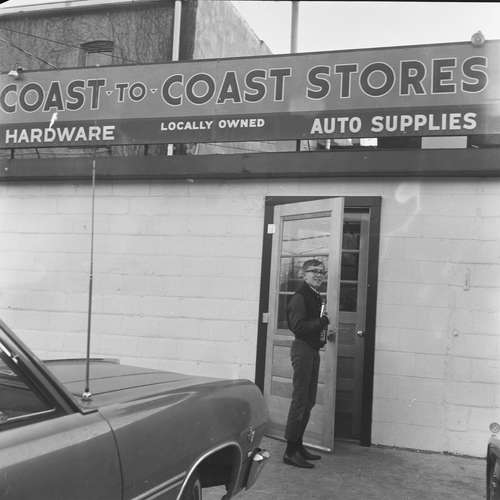 COAST-TO-COAST STORES
HARDWARE LOCALLY OWNED AUTO SUPPLIES